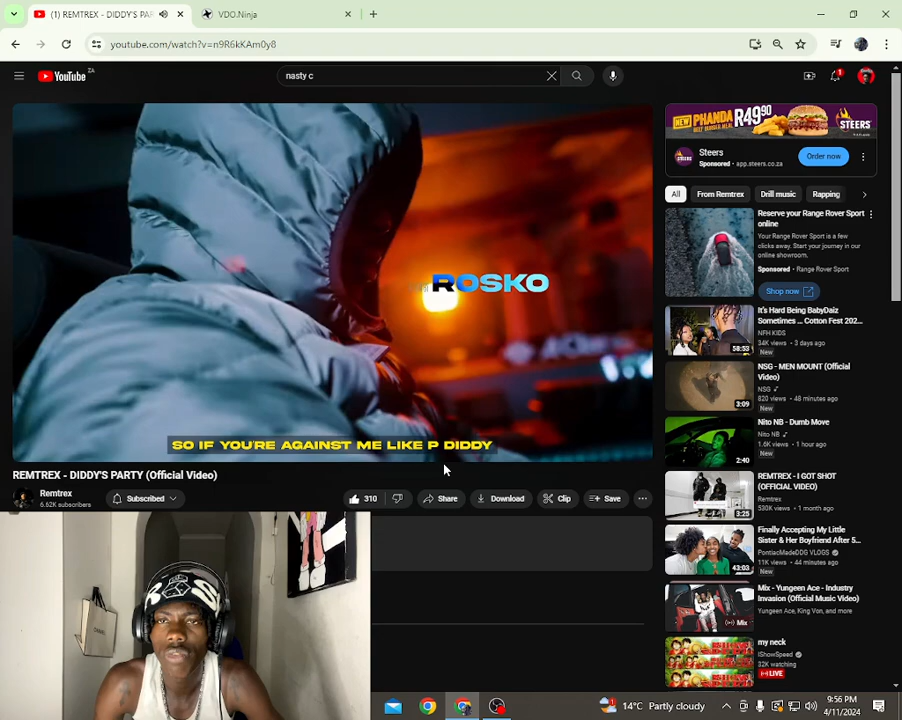 (1) REMTREX - DIDDY'S PARTY
VDO.Ninja
youtube.com/watch?v=n9R6kKAm0y8
YouTube ZA
nasty c
1
ROSKO
SO IF YOU'RE AGAINST ME LIKE P DIDDY
REMTREX - DIDDY'S PARTY (Official Video)
Remtrex
6.62K subscribers
Subscribed
310
Share
Download
Clip
Save
NEW PHANDA R49 90
STEERS
Steers
Sponsored · app.steers.co.za
Order now
All
From Remtrex
Drill music
Rapping
Reserve your Range Rover Sport online
Your Range Rover Sport is a few
clicks away. Start your journey in our
online showroom.
Sponsored · Range Rover Sport
Shop now
It's Hard Being BabyDaiz
Sometimes ... Cotton Fest 202...
NFH KIDS
34K views · 3 days ago
New
58:53
NSG - MEN MOUNT (Official
Video)
NSG
820 views · 48 minutes ago
New
3:09
Nito NB - Dumb Move
Nito NB
1.6K views · 1 hour ago
New
2:40
REMTREX - I GOT SHOT
(OFFICIAL VIDEO)
Remtrex
530K views · 1 month ago
3:25
Finally Accepting My Little
Sister & Her Boyfriend After 5...
PontiacMadeDDG VLOGS
11K views · 44 minutes ago
New
43:03
Mix - Yungeen Ace - Industry
Invasion (Official Music Video)
Yungeen Ace, King Von, and more
Mix
my neck
IShowSpeed
32K watching
LIVE
CHANEL
14°C Partly cloudy
9:56 PM
4/11/2024